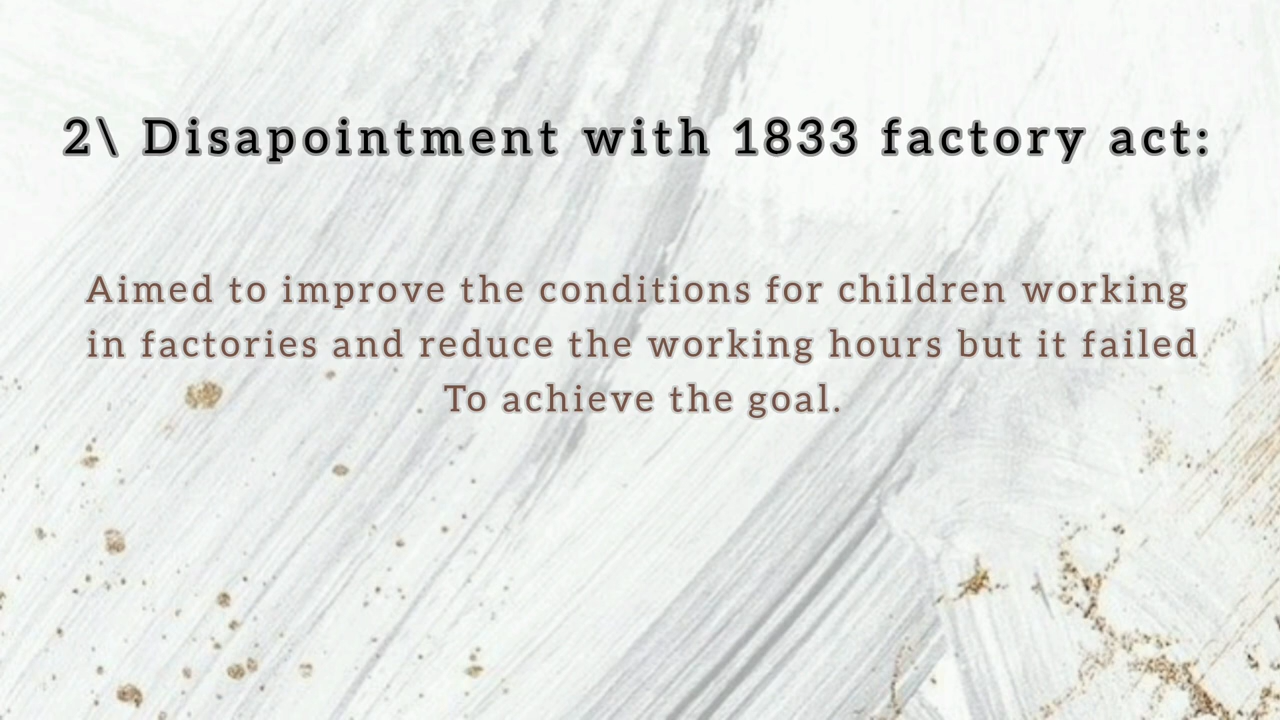 2\ Disapointment with 1833 factory act:
Aimed to improve the conditions for children working
in factories and reduce the working hours but it failed
To achieve the goal.